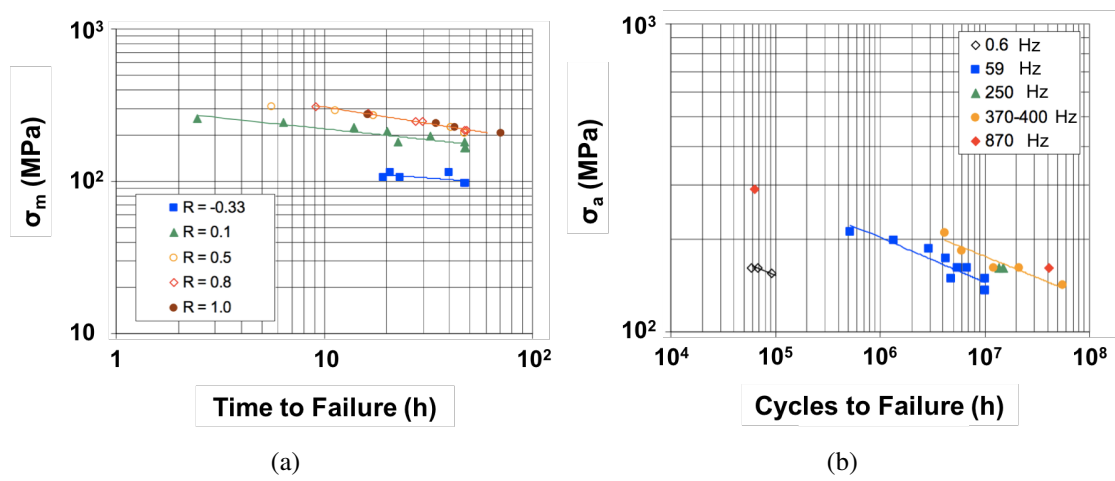 10³
10²
10
σₘ (MPa)
R = -0.33
R = 0.1
R = 0.5
R = 0.8
R = 1.0
1 10 10²
Time to Failure (h)
(a)
10³
10²
σₐ (MPa)
0.6 Hz
59 Hz
250 Hz
370-400 Hz
870 Hz
10⁴ 10⁵ 10⁶ 10⁷ 10⁸
Cycles to Failure (h)
(b)